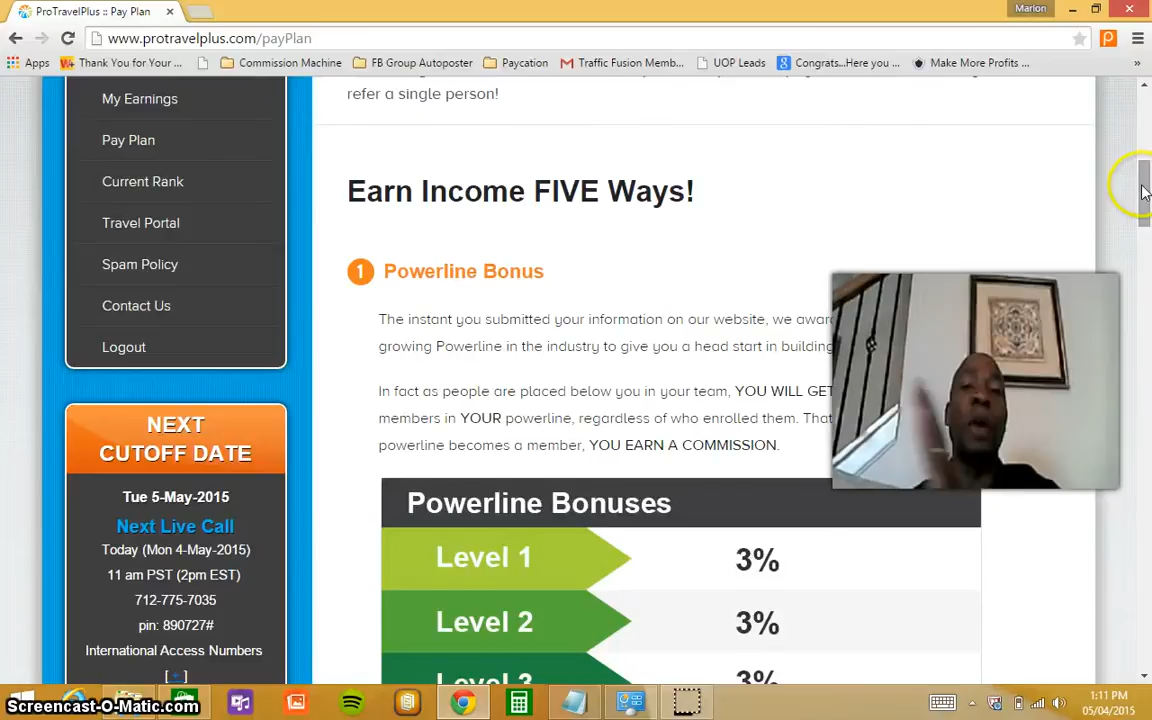 ProTravelPlus :: Pay Plan
Marion
www.protravelplus.com/payPlan
Apps
Thank You for Your ...
Commission Machine
FB Group Autoposter
Paycation
Traffic Fusion Memb...
UOP Leads
Congrats...Here you ...
Make More Profits ...
»
My Earnings
Pay Plan
Current Rank
Travel Portal
Spam Policy
Contact Us
Logout
NEXT
CUTOFF DATE
Tue 5-May-2015
Next Live Call
Today (Mon 4-May-2015)
11 am PST (2pm EST)
712-775-7035
pin: 890727#
International Access Numbers
[ + ]
refer a single person!
Earn Income FIVE Ways!
1 Powerline Bonus
The instant you submitted your information on our website, we awar
growing Powerline in the industry to give you a head start in building
In fact as people are placed below you in your team, YOU WILL GET
members in YOUR powerline, regardless of who enrolled them. That
powerline becomes a member, YOU EARN A COMMISSION.
Powerline Bonuses
Level 1 3%
Level 2 3%
Level 3 3%
Screencast-O-Matic.com
1:11 PM
05/04/2015